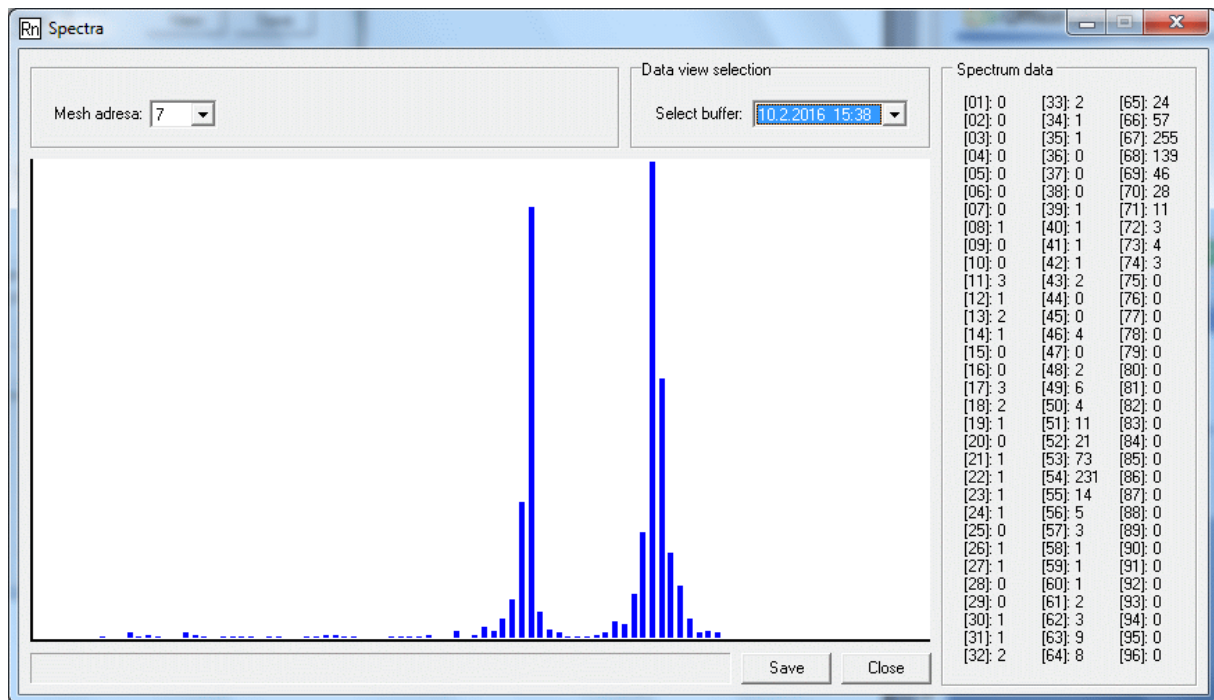 Rn Spectra
Mesh adresa: 7
Data view selection
Select buffer: 10.2.2016 15:38
Spectrum data
[01]: 0 [33]: 2 [65]: 24
[02]: 0 [34]: 1 [66]: 57
[03]: 0 [35]: 1 [67]: 255
[04]: 0 [36]: 0 [68]: 139
[05]: 0 [37]: 0 [69]: 46
[06]: 0 [38]: 0 [70]: 28
[07]: 0 [39]: 1 [71]: 11
[08]: 1 [40]: 1 [72]: 3
[09]: 0 [41]: 1 [73]: 4
[10]: 0 [42]: 1 [74]: 3
[11]: 3 [43]: 2 [75]: 0
[12]: 1 [44]: 0 [76]: 0
[13]: 2 [45]: 0 [77]: 0
[14]: 1 [46]: 4 [78]: 0
[15]: 0 [47]: 0 [79]: 0
[16]: 0 [48]: 2 [80]: 0
[17]: 3 [49]: 6 [81]: 0
[18]: 2 [50]: 4 [82]: 0
[19]: 1 [51]: 11 [83]: 0
[20]: 0 [52]: 21 [84]: 0
[21]: 1 [53]: 73 [85]: 0
[22]: 1 [54]: 231 [86]: 0
[23]: 1 [55]: 14 [87]: 0
[24]: 1 [56]: 5 [88]: 0
[25]: 0 [57]: 3 [89]: 0
[26]: 1 [58]: 1 [90]: 0
[27]: 1 [59]: 1 [91]: 0
[28]: 0 [60]: 1 [92]: 0
[29]: 0 [61]: 2 [93]: 0
[30]: 1 [62]: 3 [94]: 0
[31]: 1 [63]: 9 [95]: 0
[32]: 2 [64]: 8 [96]: 0
Save Close